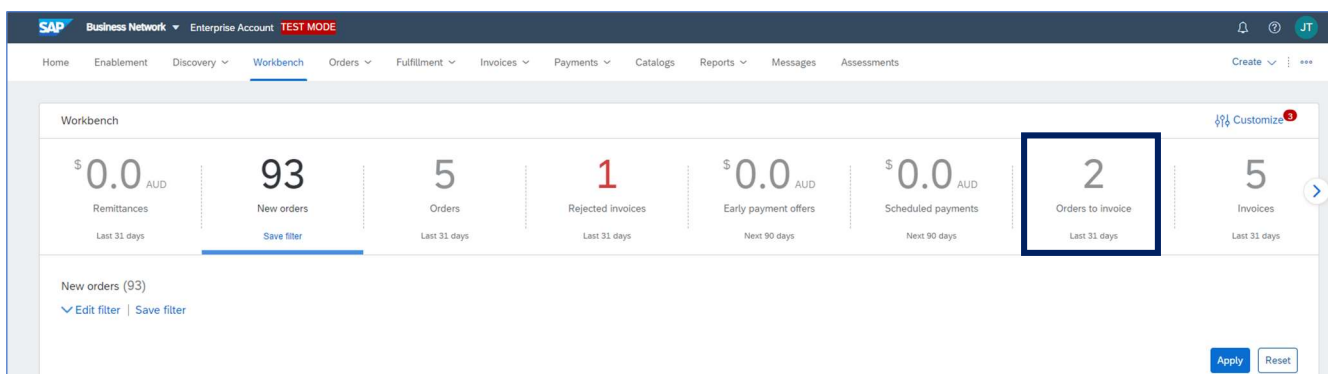 SAP Business Network Enterprise Account TEST MODE JT
Home Enablement Discovery Workbench Orders Fulfillment Invoices Payments Catalogs Reports Messages Assessments Create
Workbench Customize 3
$ 0.0 AUD 93 5 1 $ 0.0 AUD $ 0.0 AUD 2 5
Remittances New orders Orders Rejected invoices Early payment offers Scheduled payments Orders to invoice Invoices
Last 31 days Save filter Last 31 days Last 31 days Next 90 days Next 90 days Last 31 days Last 31 days
New orders (93)
Edit filter | Save filter
Apply Reset